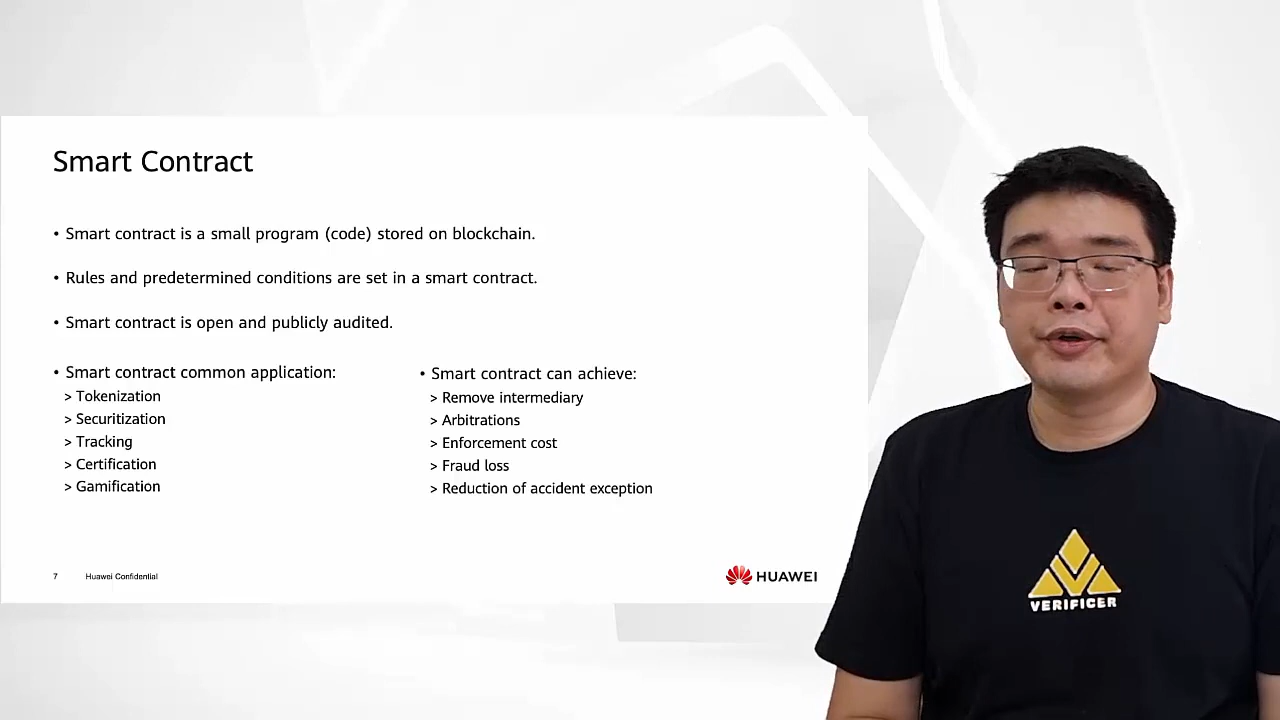 Smart Contract
• Smart contract is a small program (code) stored on blockchain.
• Rules and predetermined conditions are set in a smart contract.
• Smart contract is open and publicly audited.
• Smart contract common application:
> Tokenization
> Securitization
> Tracking
> Certification
> Gamification
• Smart contract can achieve:
> Remove intermediary
> Arbitrations
> Enforcement cost
> Fraud loss
> Reduction of accident exception
7 Huawei Confidential
HUAWEI
VERIFICER